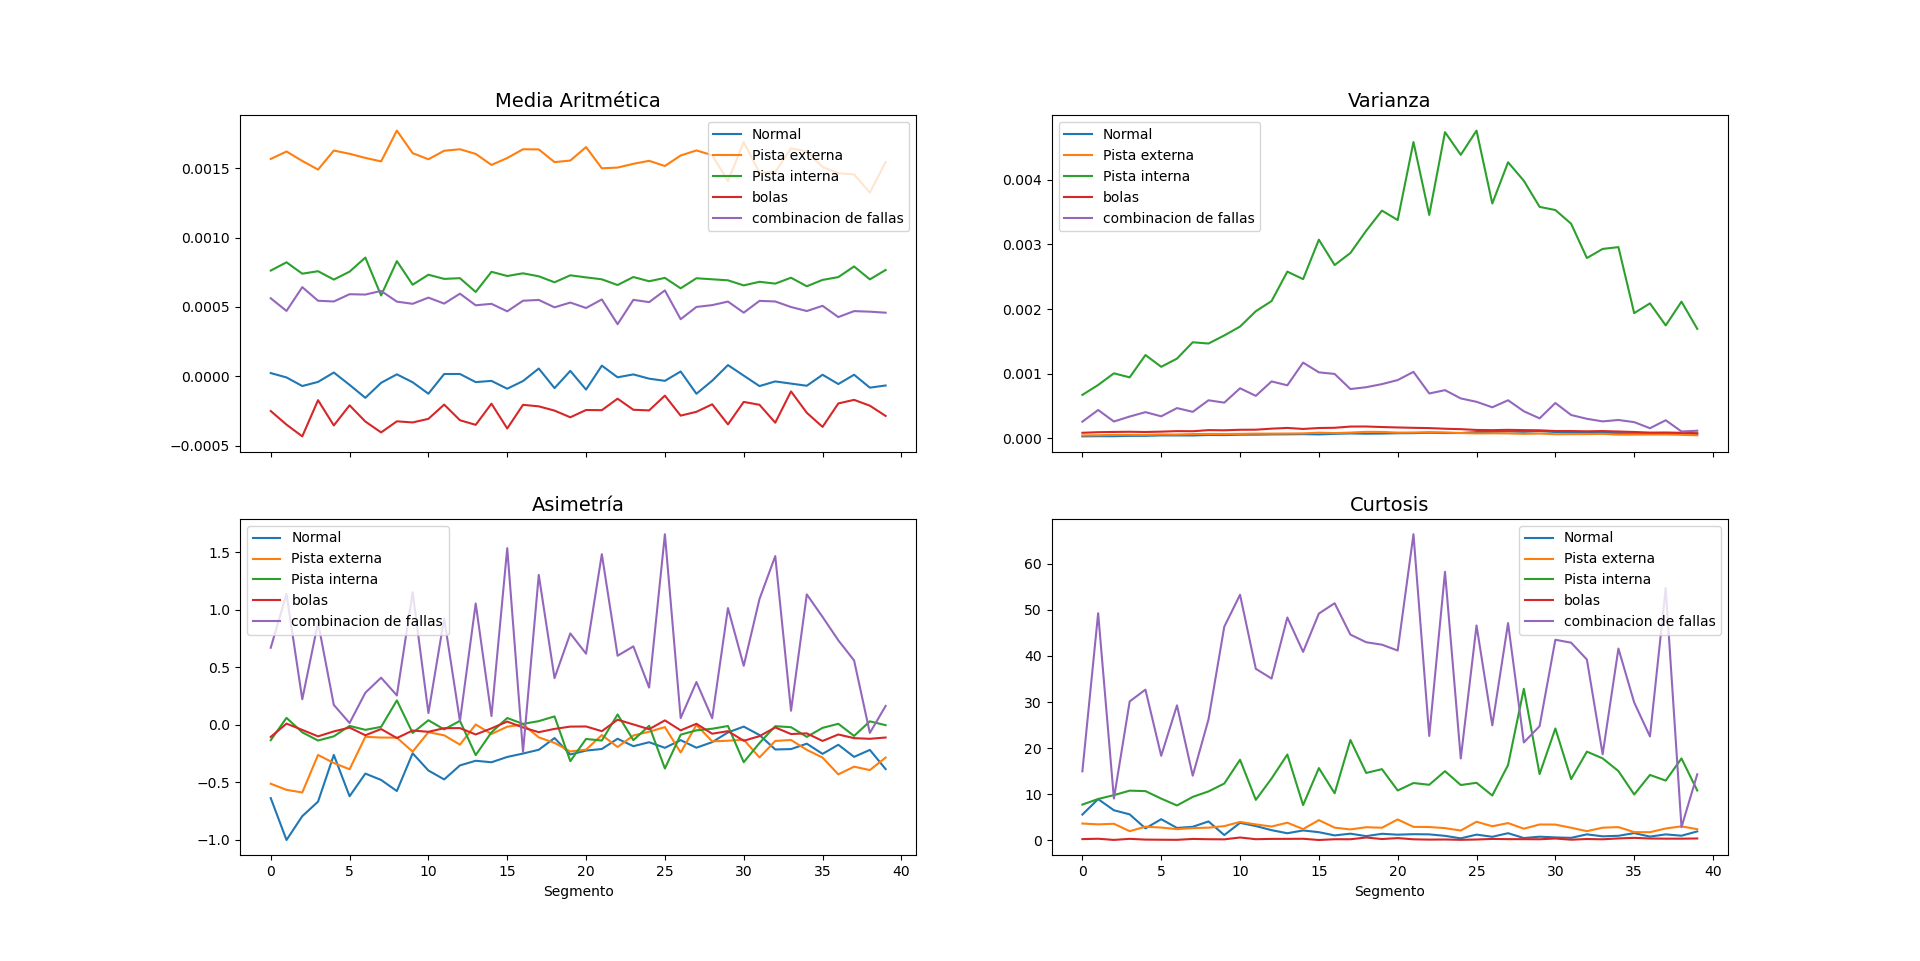 Media Aritmética
0.0015
0.0010
0.0005
0.0000
−0.0005
Normal
Pista externa
Pista interna
bolas
combinacion de fallas
Varianza
0.004
0.003
0.002
0.001
0.000
Normal
Pista externa
Pista interna
bolas
combinacion de fallas
Asimetría
1.5
1.0
0.5
0.0
−0.5
−1.0
Normal
Pista externa
Pista interna
bolas
combinacion de fallas
0 5 10 15 20 25 30 35 40
Segmento
Curtosis
60
50
40
30
20
10
0
Normal
Pista externa
Pista interna
bolas
combinacion de fallas
0 5 10 15 20 25 30 35 40
Segmento